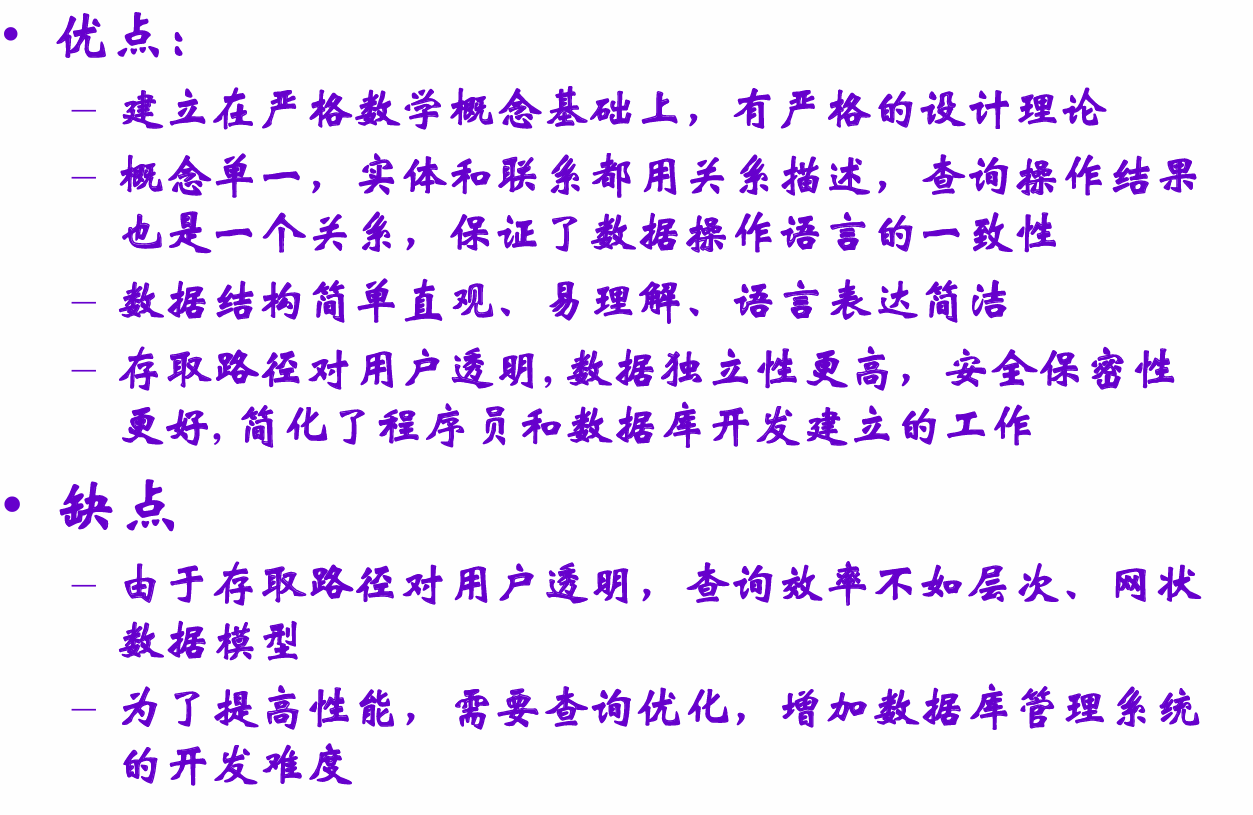 • 优点：
– 建立在严格数学概念基础上，有严格的设计理论
– 概念单一，实体和联系都用关系描述，查询操作结果
也是一个关系，保证了数据操作语言的一致性
– 数据结构简单直观、易理解、语言表达简洁
– 存取路径对用户透明,数据独立性更高，安全保密性
更好,简化了程序员和数据库开发建立的工作
• 缺点
– 由于存取路径对用户透明，查询效率不如层次、网状
数据模型
– 为了提高性能，需要查询优化，增加数据库管理系统
的开发难度